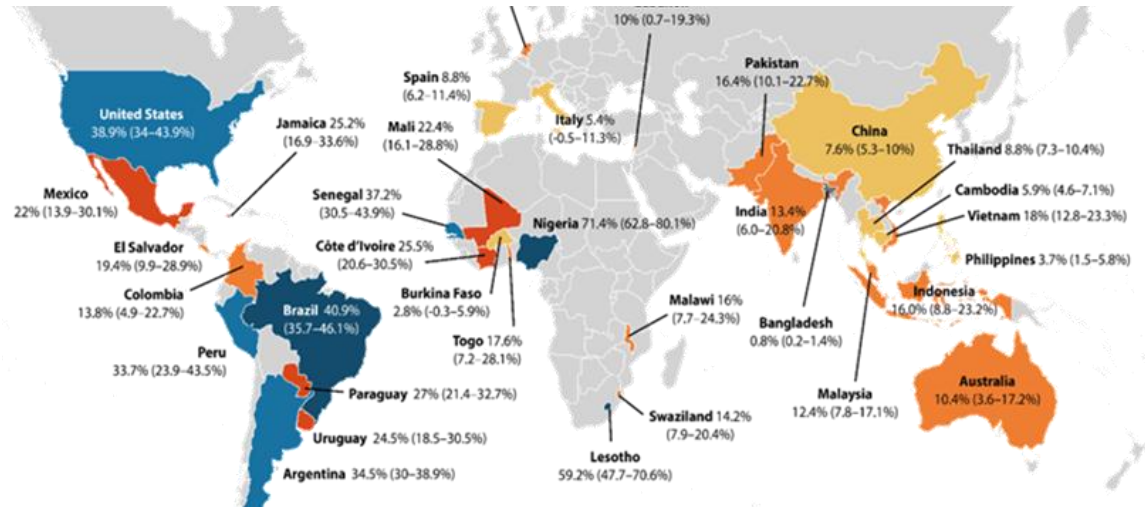 10% (0.7–19.3%)
Pakistan
16.4% (10.1–22.7%)
Spain 8.8%
(6.2–11.4%)
Italy 5.4%
(-0.5–11.3%)
United States
38.9% (34–43.9%)
Jamaica 25.2%
(16.9–33.6%)
Mali 22.4%
(16.1–28.8%)
China
7.6% (5.3–10%)
Thailand 8.8% (7.3–10.4%)
Mexico
22% (13.9–30.1%)
Senegal 37.2%
(30.5–43.9%)
Cambodia 5.9% (4.6–7.1%)
Nigeria 71.4% (62.8–80.1%)
India 13.4%
(6.0–20.8%)
Vietnam 18% (12.8–23.3%)
El Salvador
19.4% (9.9–28.9%)
Côte d'Ivoire 25.5%
(20.6–30.5%)
Philippines 3.7% (1.5–5.8%)
Colombia
13.8% (4.9–22.7%)
Brazil 40.9%
(35.7–46.1%)
Burkina Faso
2.8% (-0.3–5.9%)
Malawi 16%
(7.7–24.3%)
Indonesia
16.0% (8.8–23.2%)
Bangladesh
0.8% (0.2–1.4%)
Togo 17.6%
(7.2–28.1%)
Peru
33.7% (23.9–43.5%)
Paraguay 27% (21.4–32.7%)
Malaysia
12.4% (7.8–17.1%)
Australia
10.4% (3.6–17.2%)
Swaziland 14.2%
(7.9–20.4%)
Uruguay 24.5% (18.5–30.5%)
Lesotho
59.2% (47.7–70.6%)
Argentina 34.5% (30–38.9%)